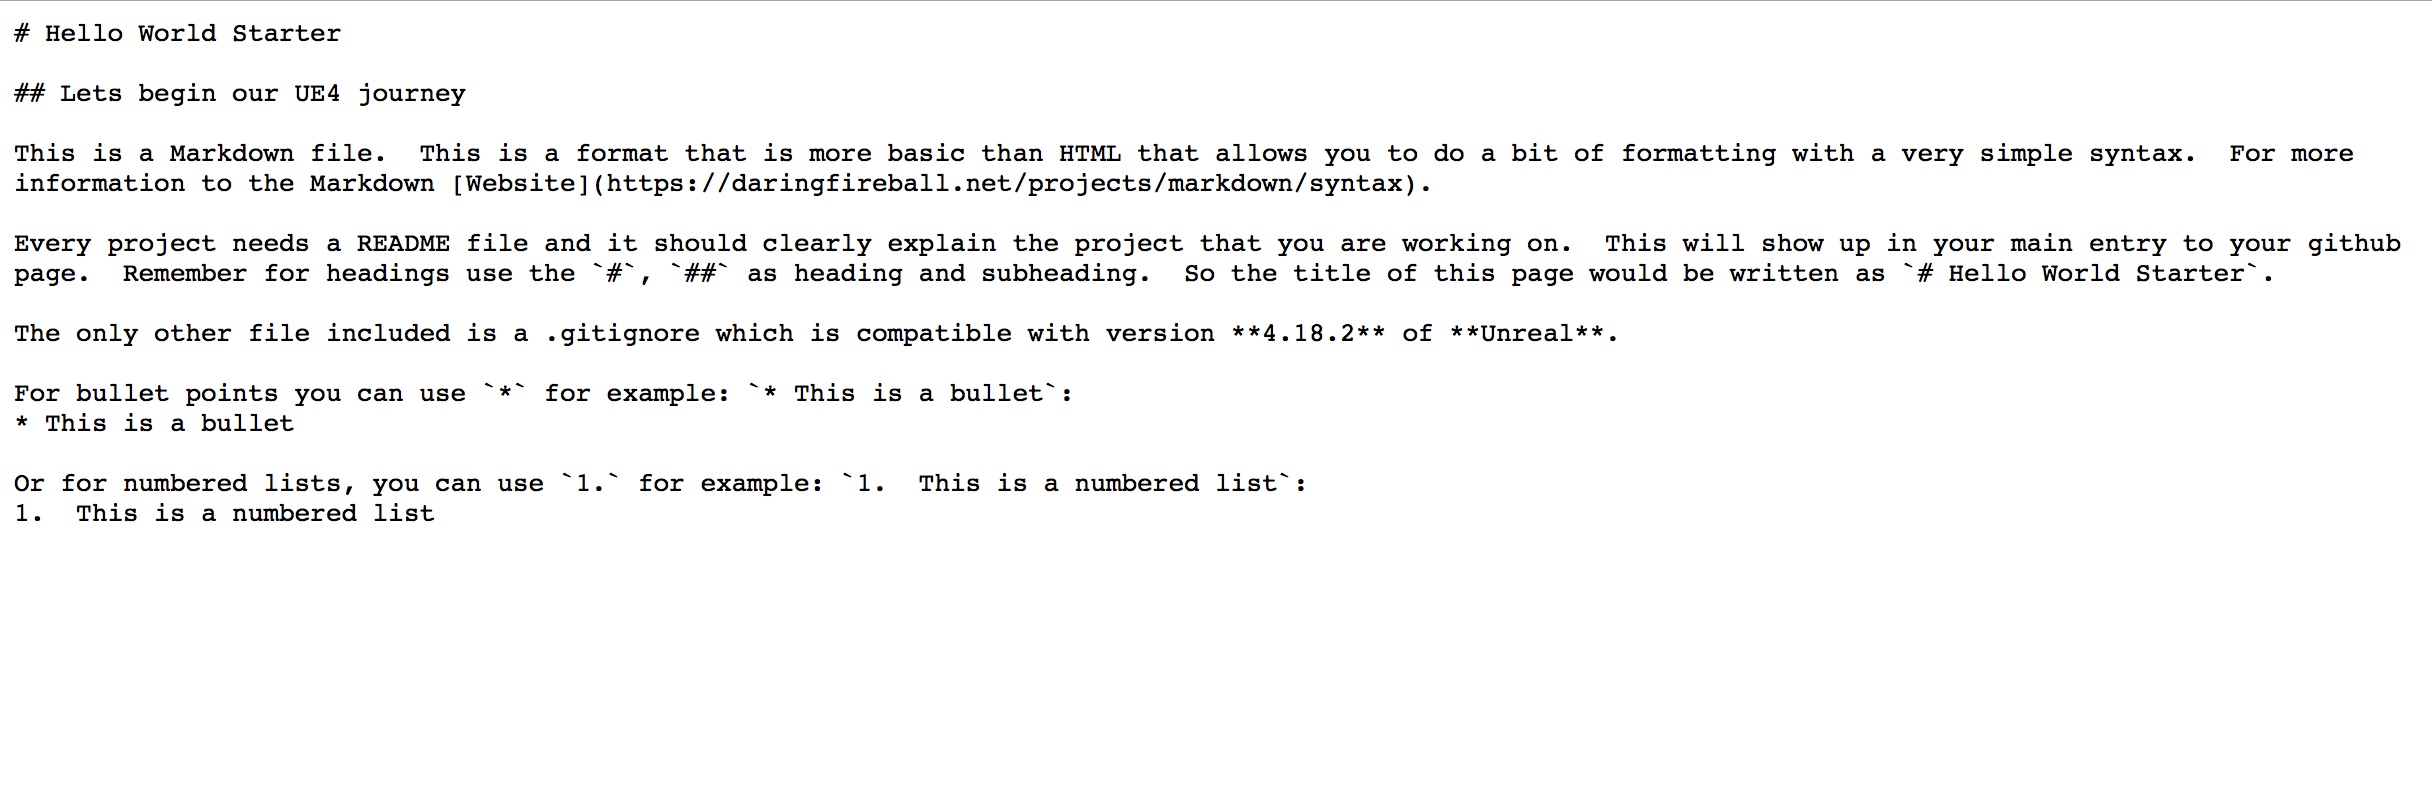 # Hello World Starter
## Lets begin our UE4 journey
This is a Markdown file.  This is a format that is more basic than HTML that allows you to do a bit of formatting with a very simple syntax.  For more
information to the Markdown [Website](https://daringfireball.net/projects/markdown/syntax).
Every project needs a README file and it should clearly explain the project that you are working on.  This will show up in your main entry to your github
page.  Remember for headings use the `#`, `##` as heading and subheading.  So the title of this page would be written as `# Hello World Starter`.
The only other file included is a .gitignore which is compatible with version **4.18.2** of **Unreal**.
For bullet points you can use `*` for example: `* This is a bullet`:
* This is a bullet
Or for numbered lists, you can use `1.` for example: `1.  This is a numbered list`:
1.  This is a numbered list